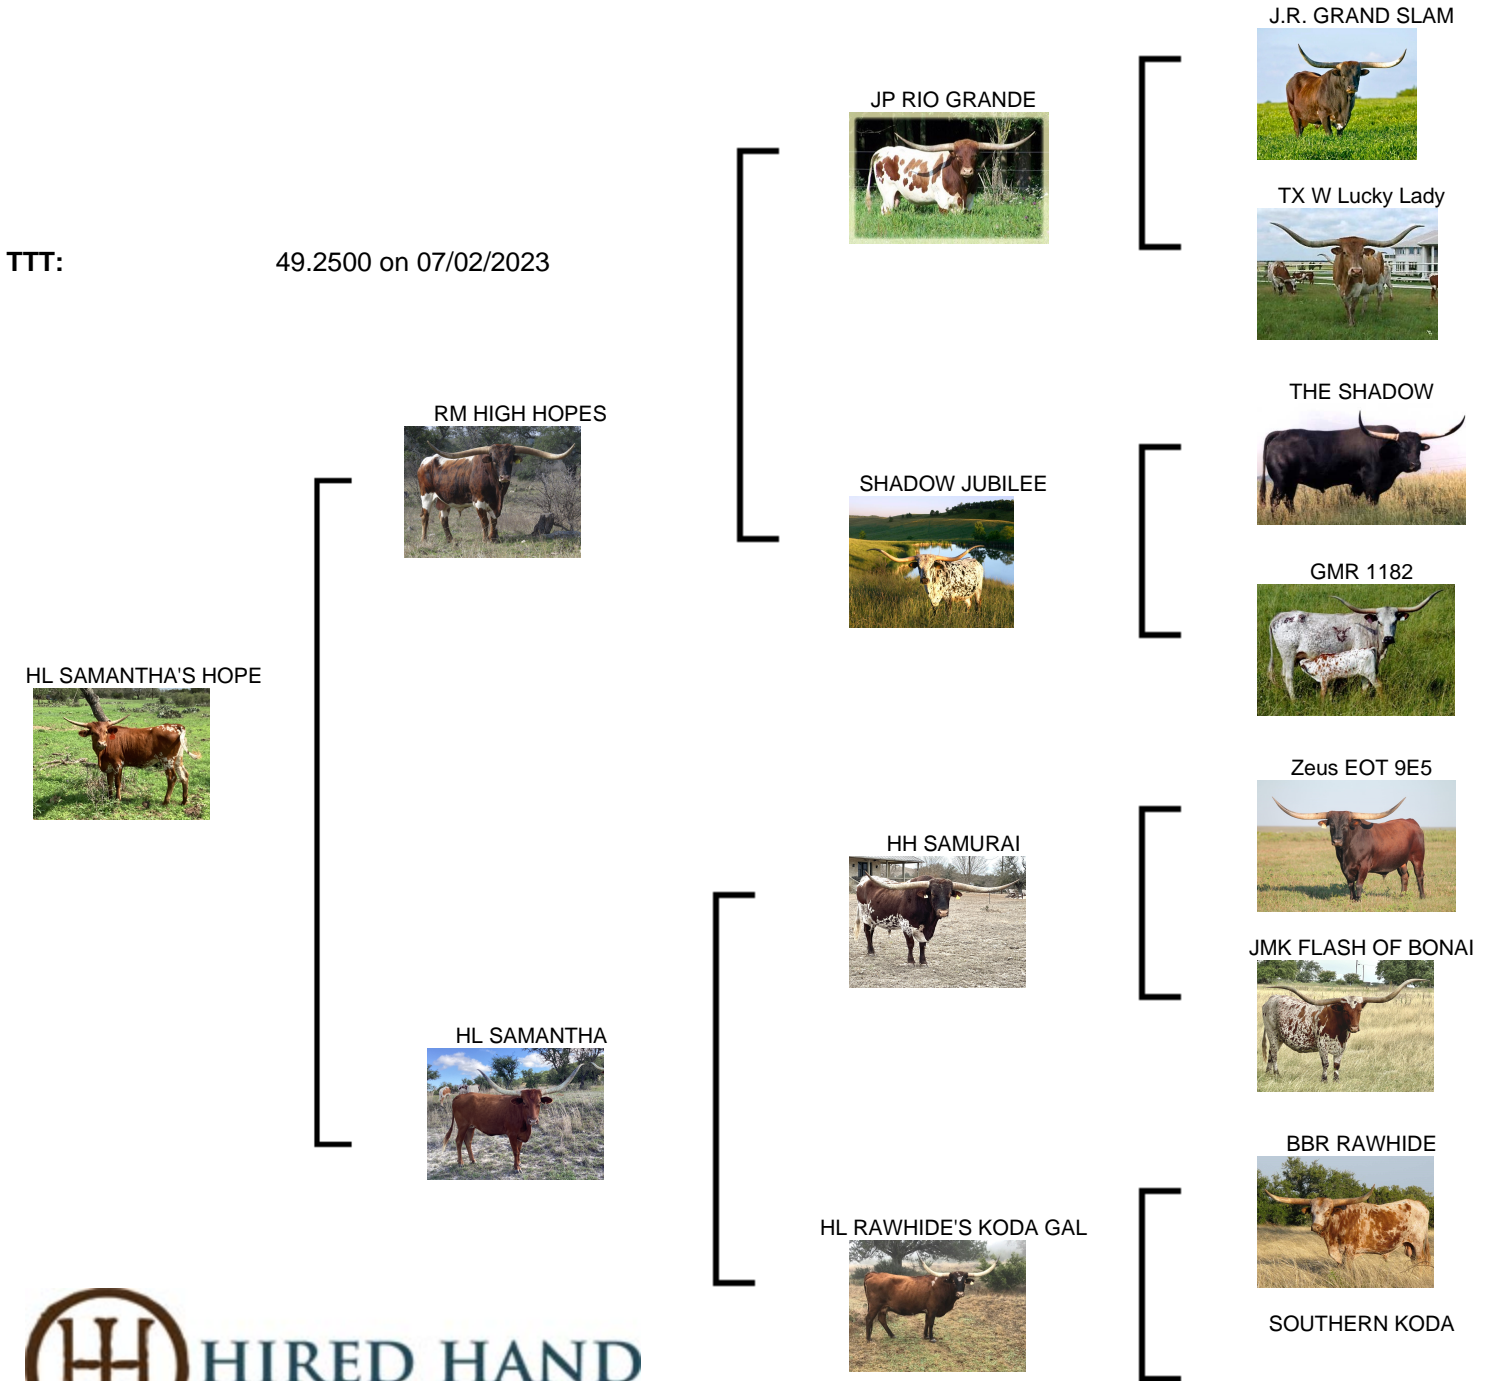 J.R. GRAND SLAM
JP RIO GRANDE
TX W Lucky Lady
TTT: 49.2500 on 07/02/2023
THE SHADOW
RM HIGH HOPES
SHADOW JUBILEE
GMR 1182
HL SAMANTHA'S HOPE
Zeus EOT 9E5
HH SAMURAI
JMK FLASH OF BONAI
HL SAMANTHA
BBR RAWHIDE
HL RAWHIDE'S KODA GAL
SOUTHERN KODA
HIRED HAND